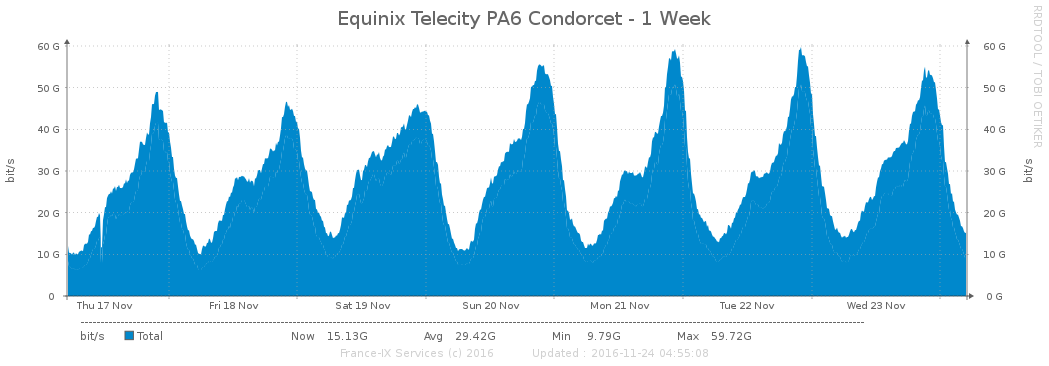 Equinix Telecity PA6 Condorcet - 1 Week
RRDTOOL / TOBI OETIKER
bit/s
60 G 60 G
50 G 50 G
40 G 40 G
30 G 30 G
20 G 20 G
10 G 10 G
0 0 G
bit/s
Thu 17 Nov Fri 18 Nov Sat 19 Nov Sun 20 Nov Mon 21 Nov Tue 22 Nov Wed 23 Nov
bit/s Total Now 15.13G Avg 29.42G Min 9.79G Max 59.72G
France-IX Services (c) 2016 Updated : 2016-11-24 04:55:08